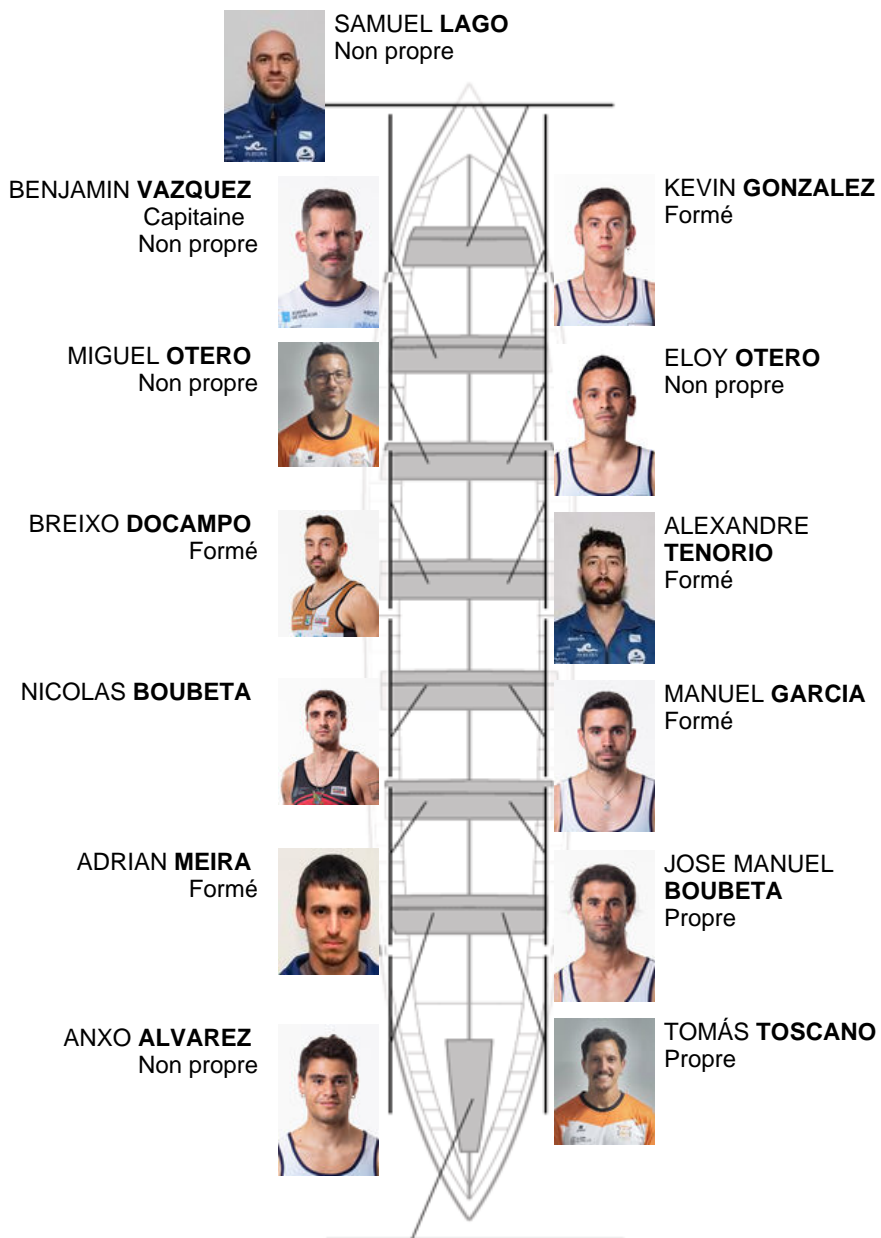 SAMUEL LAGO
Non propre
BENJAMIN VAZQUEZ
Capitaine
Non propre
KEVIN GONZALEZ
Formé
MIGUEL OTERO
Non propre
ELOY OTERO
Non propre
BREIXO DOCAMPO
Formé
ALEXANDRE
TENORIO
Formé
NICOLAS BOUBETA
MANUEL GARCIA
Formé
ADRIAN MEIRA
Formé
JOSE MANUEL
BOUBETA
Propre
ANXO ALVAREZ
Non propre
TOMÁS TOSCANO
Propre